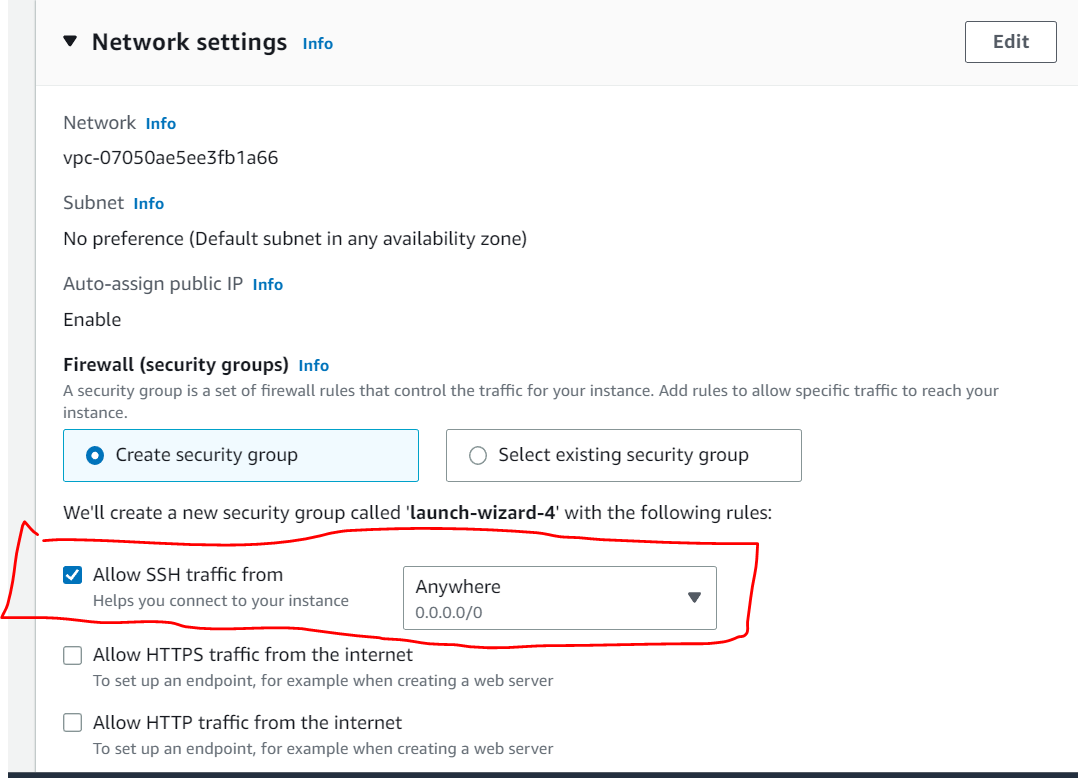 Network settings Info
Edit
Network Info
vpc-07050ae5ee3fb1a66
Subnet Info
No preference (Default subnet in any availability zone)
Auto-assign public IP Info
Enable
Firewall (security groups) Info
A security group is a set of firewall rules that control the traffic for your instance. Add rules to allow specific traffic to reach your
instance.
Create security group
Select existing security group
We'll create a new security group called 'launch-wizard-4' with the following rules:
Allow SSH traffic from
Helps you connect to your instance
Anywhere
0.0.0.0/0
Allow HTTPS traffic from the internet
To set up an endpoint, for example when creating a web server
Allow HTTP traffic from the internet
To set up an endpoint, for example when creating a web server